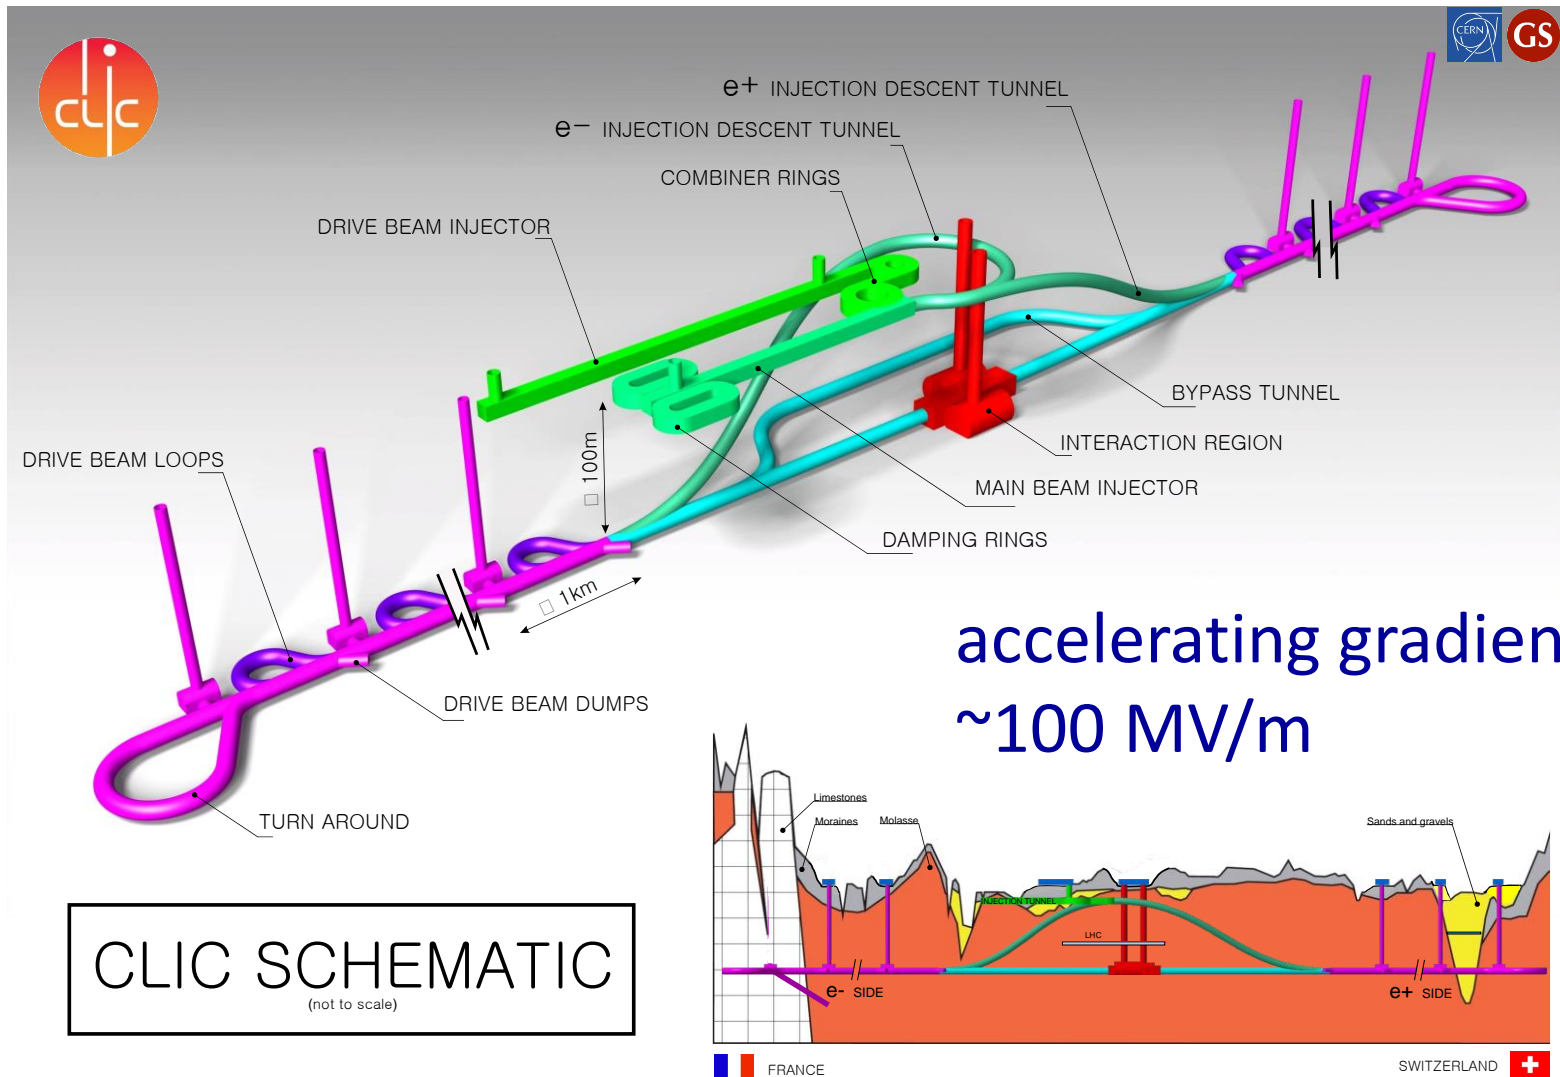 CERN
GS
clic
e+ INJECTION DESCENT TUNNEL
e− INJECTION DESCENT TUNNEL
COMBINER RINGS
DRIVE BEAM INJECTOR
BYPASS TUNNEL
INTERACTION REGION
DRIVE BEAM LOOPS
□ 100m
MAIN BEAM INJECTOR
DAMPING RINGS
□ 1km
accelerating gradien
~100 MV/m
DRIVE BEAM DUMPS
TURN AROUND
Limestones
Moraines
Molasse
Sands and gravels
INJECTION TUNNEL
LHC
e- SIDE
e+ SIDE
CLIC SCHEMATIC
(not to scale)
FRANCE
SWITZERLAND